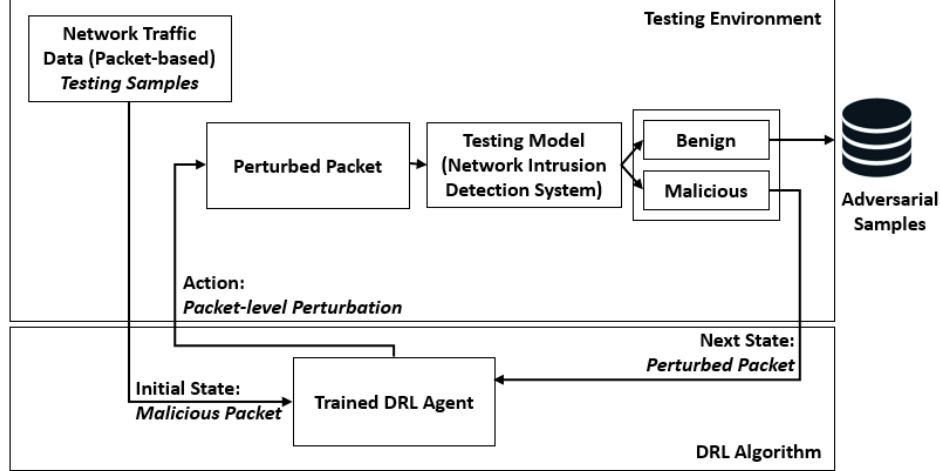 Testing Environment
Network Traffic
Data (Packet-based)
Testing Samples
Perturbed Packet
Testing Model
(Network Intrusion
Detection System)
Benign
Malicious
Adversarial
Samples
Action:
Packet-level Perturbation
Next State:
Perturbed Packet
Initial State:
Malicious Packet
Trained DRL Agent
DRL Algorithm